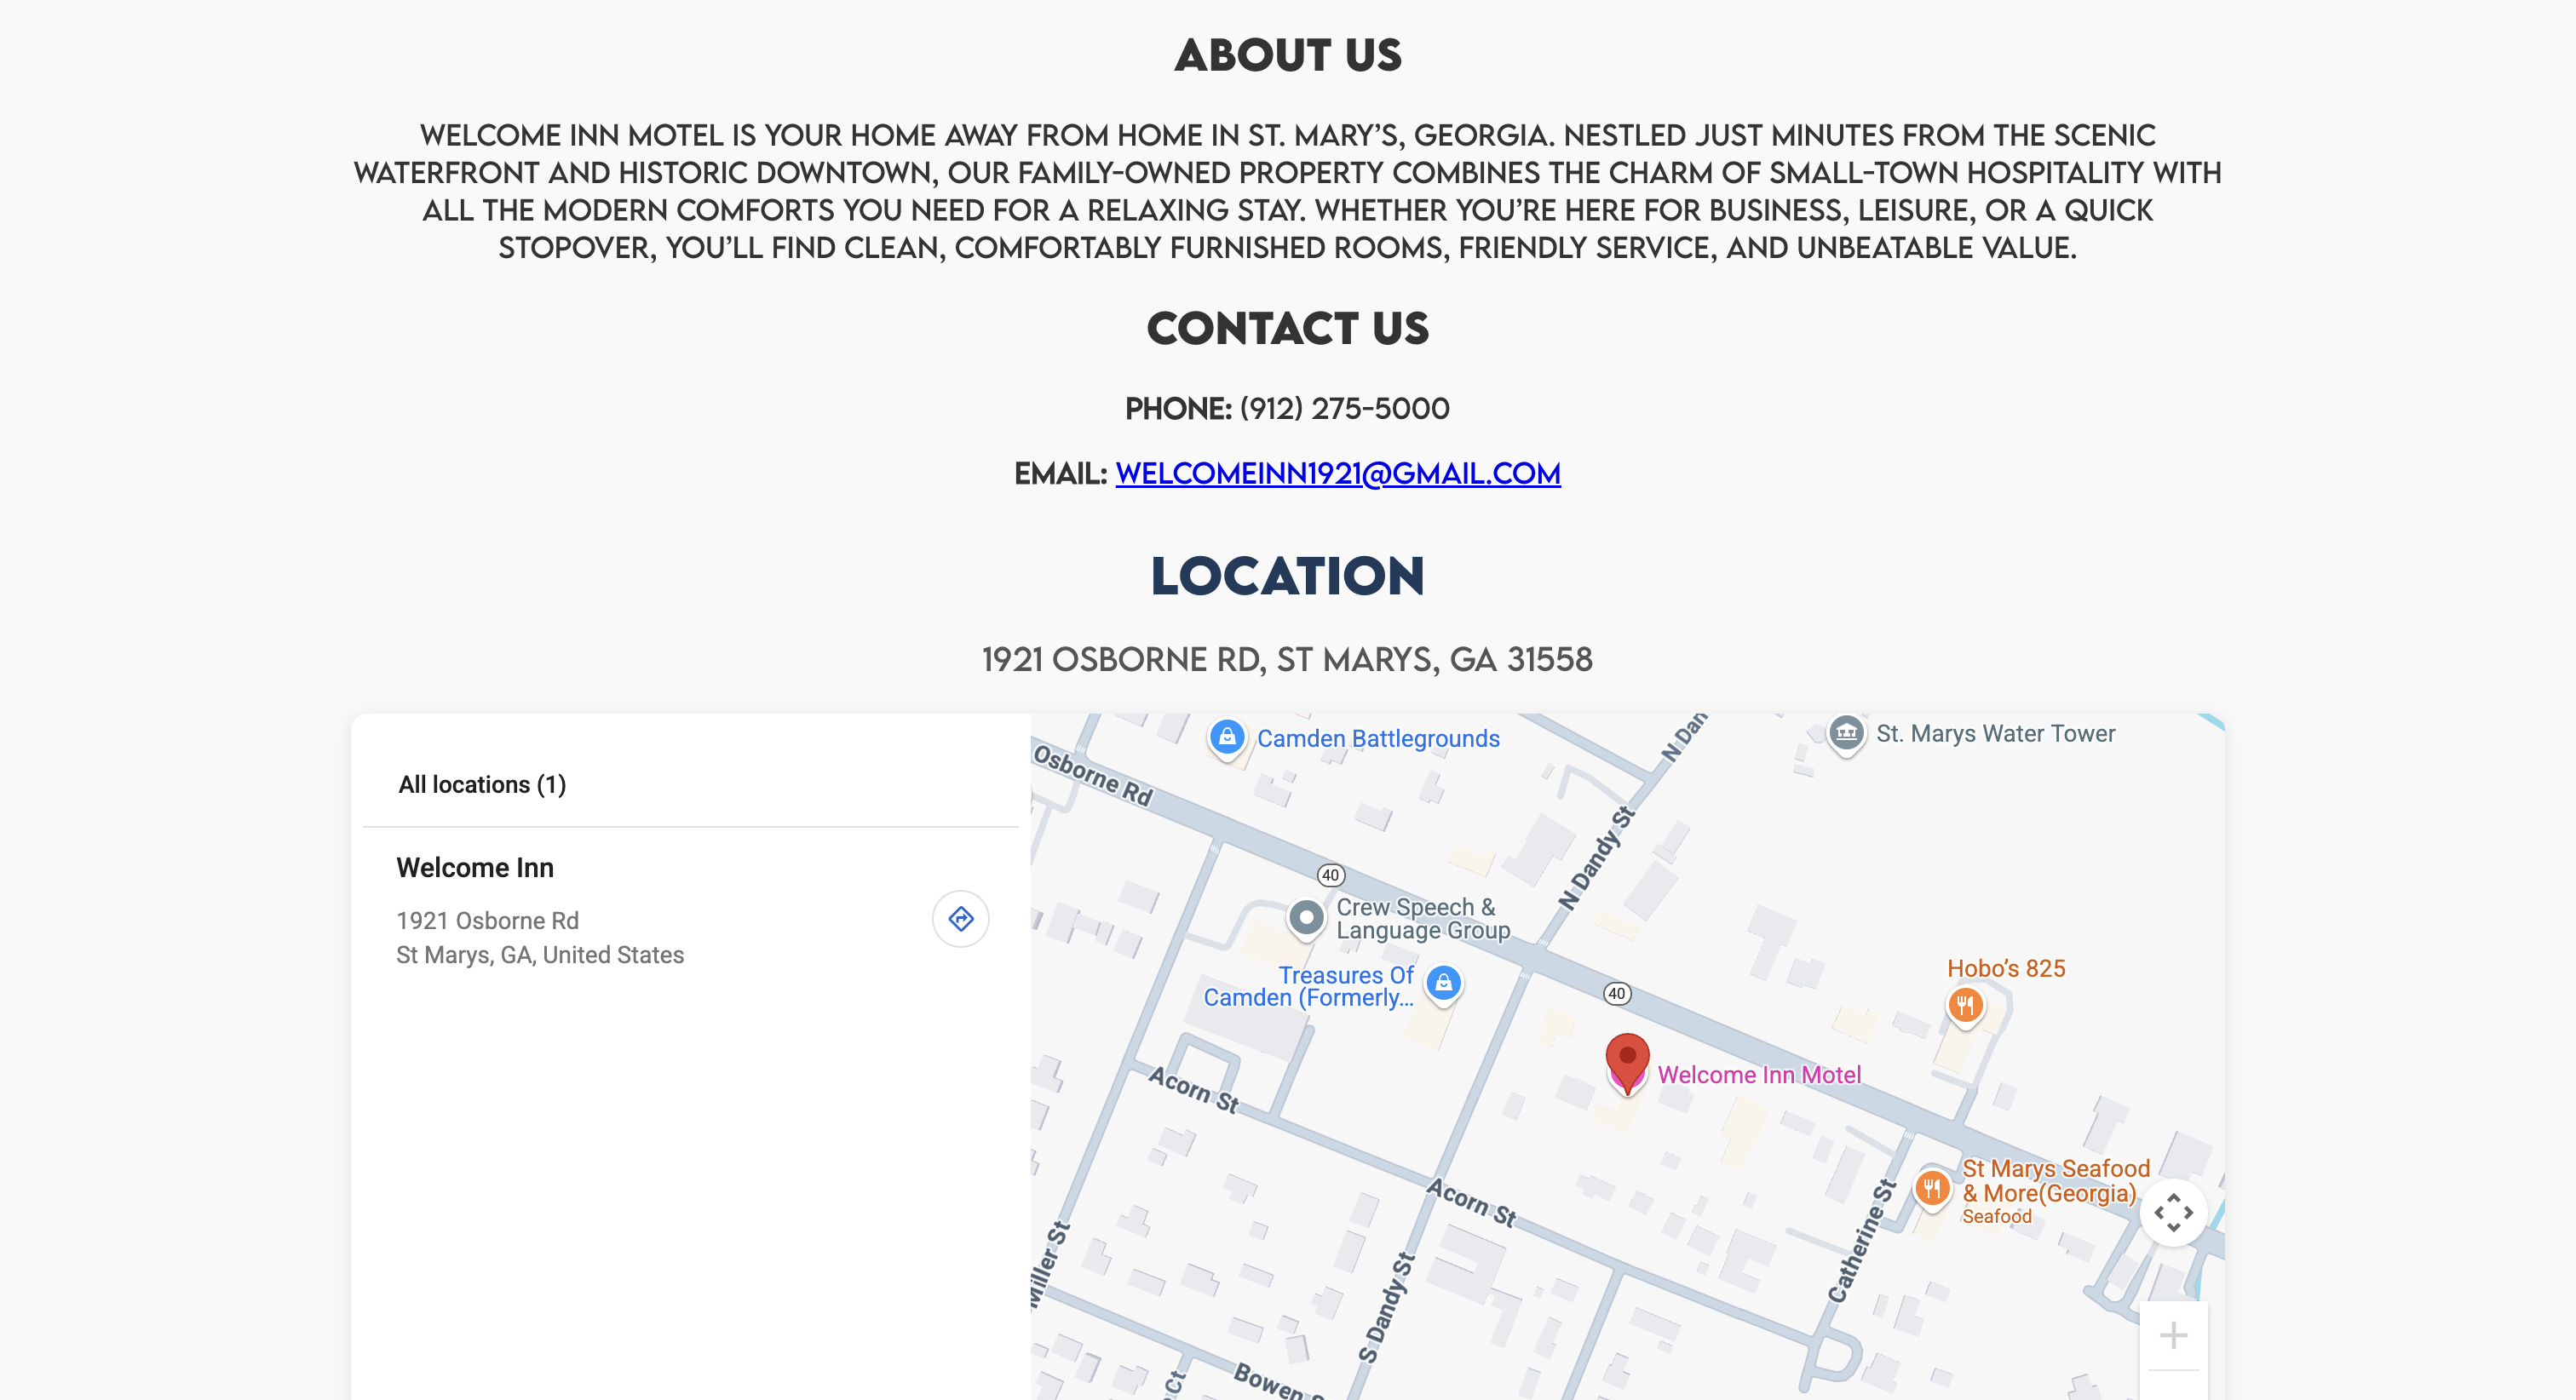 ABOUT US
WELCOME INN MOTEL IS YOUR HOME AWAY FROM HOME IN ST. MARY’S, GEORGIA. NESTLED JUST MINUTES FROM THE SCENIC
WATERFRONT AND HISTORIC DOWNTOWN, OUR FAMILY-OWNED PROPERTY COMBINES THE CHARM OF SMALL-TOWN HOSPITALITY WITH
ALL THE MODERN COMFORTS YOU NEED FOR A RELAXING STAY. WHETHER YOU’RE HERE FOR BUSINESS, LEISURE, OR A QUICK
STOPOVER, YOU’LL FIND CLEAN, COMFORTABLY FURNISHED ROOMS, FRIENDLY SERVICE, AND UNBEATABLE VALUE.
CONTACT US
PHONE: (912) 275-5000
EMAIL: WELCOMEINN1921@GMAIL.COM
LOCATION
1921 OSBORNE RD, ST MARYS, GA 31558
All locations (1)
Welcome Inn
1921 Osborne Rd
St Marys, GA, United States
Camden Battlegrounds
N Dan
St. Marys Water Tower
Osborne Rd
N Dandy St
40
Crew Speech &
Language Group
Treasures Of
Camden (Formerly...
40
Hobo’s 825
Welcome Inn Motel
Acorn St
Acorn St
St Marys Seofood
& More(Georgia)
Seafood
Catherine St
Miller St
S Dandy St
Bowen S
Ct